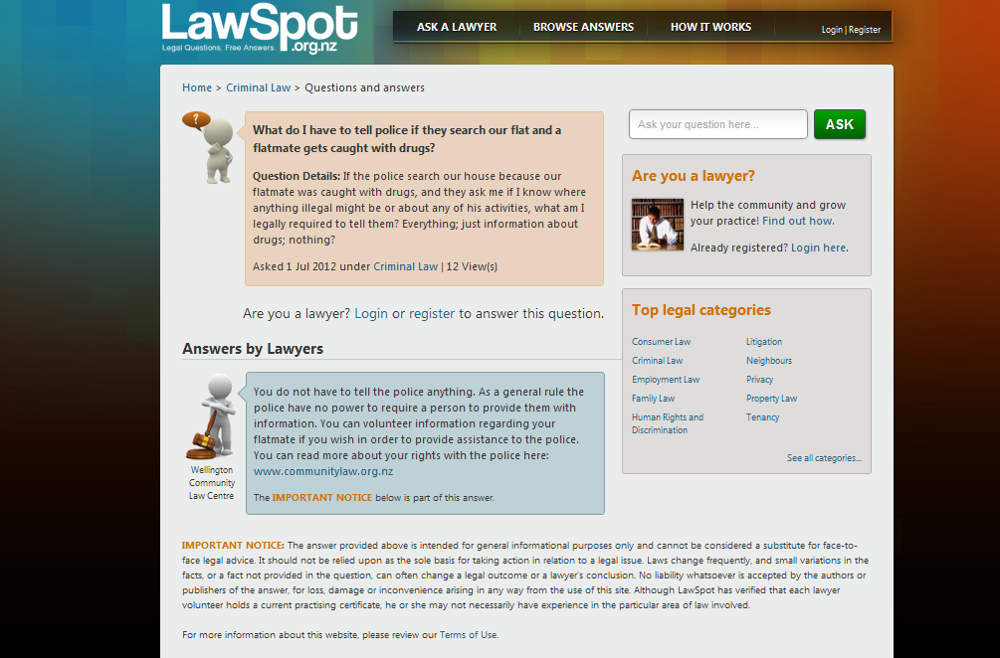 LawSpot
Legal Questions. Free Answers.
.org.nz
ASK A LAWYER
BROWSE ANSWERS
HOW IT WORKS
Login | Register
Home > Criminal Law > Questions and answers
?
What do I have to tell police if they search our flat and a
flatmate gets caught with drugs?
Question Details: If the police search our house because our
flatmate was caught with drugs, and they ask me if I know where
anything illegal might be or about any of his activities, what am I
legally required to tell them? Everything; just information about
drugs; nothing?
Asked 1 Jul 2012 under Criminal Law | 12 View(s)
Are you a lawyer? Login or register to answer this question.
Answers by Lawyers
You do not have to tell the police anything. As a general rule the
police have no power to require a person to provide them with
information. You can volunteer information regarding your
flatmate if you wish in order to provide assistance to the police.
You can read more about your rights with the police here:
www.communitylaw.org.nz
The IMPORTANT NOTICE below is part of this answer.
Wellington
Community
Law Centre
Ask your question here...
ASK
Are you a lawyer?
Help the community and grow
your practice! Find out how.
Already registered? Login here.
Top legal categories
Consumer Law
Criminal Law
Employment Law
Family Law
Human Rights and
Discrimination
Litigation
Neighbours
Privacy
Property Law
Tenancy
See all categories...
IMPORTANT NOTICE: The answer provided above is intended for general informational purposes only and cannot be considered a substitute for face-to-
face legal advice. It should not be relied upon as the sole basis for taking action in relation to a legal issue. Laws change frequently, and small variations in the
facts, or a fact not provided in the question, can often change a legal outcome or a lawyer's conclusion. No liability whatsoever is accepted by the authors or
publishers of the answer, for loss, damage or inconvenience arising in any way from the use of this site. Although LawSpot has verified that each lawyer
volunteer holds a current practising certificate, he or she may not necessarily have experience in the particular area of law involved.
For more information about this website, please review our Terms of Use.